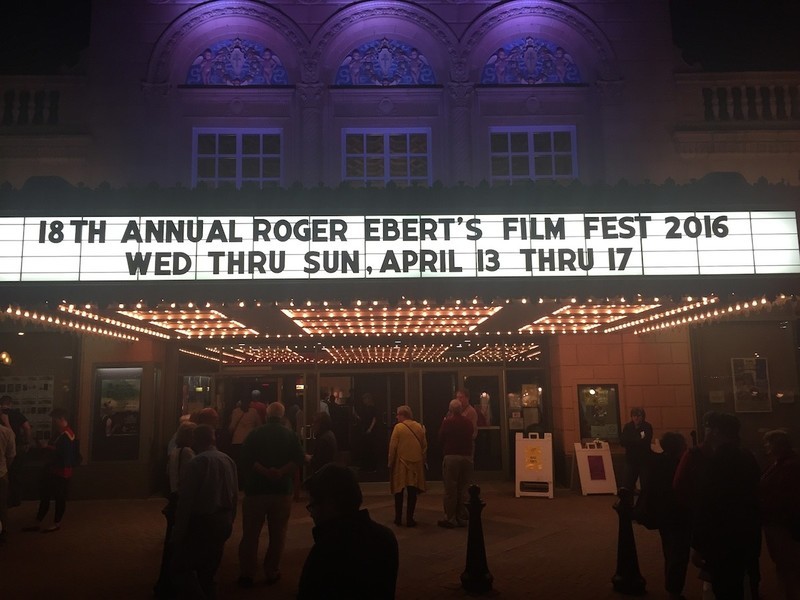 18TH ANNUAL ROGER EBERT'S FILM FEST 2016
WED THRU SUN, APRIL 13 THRU 17